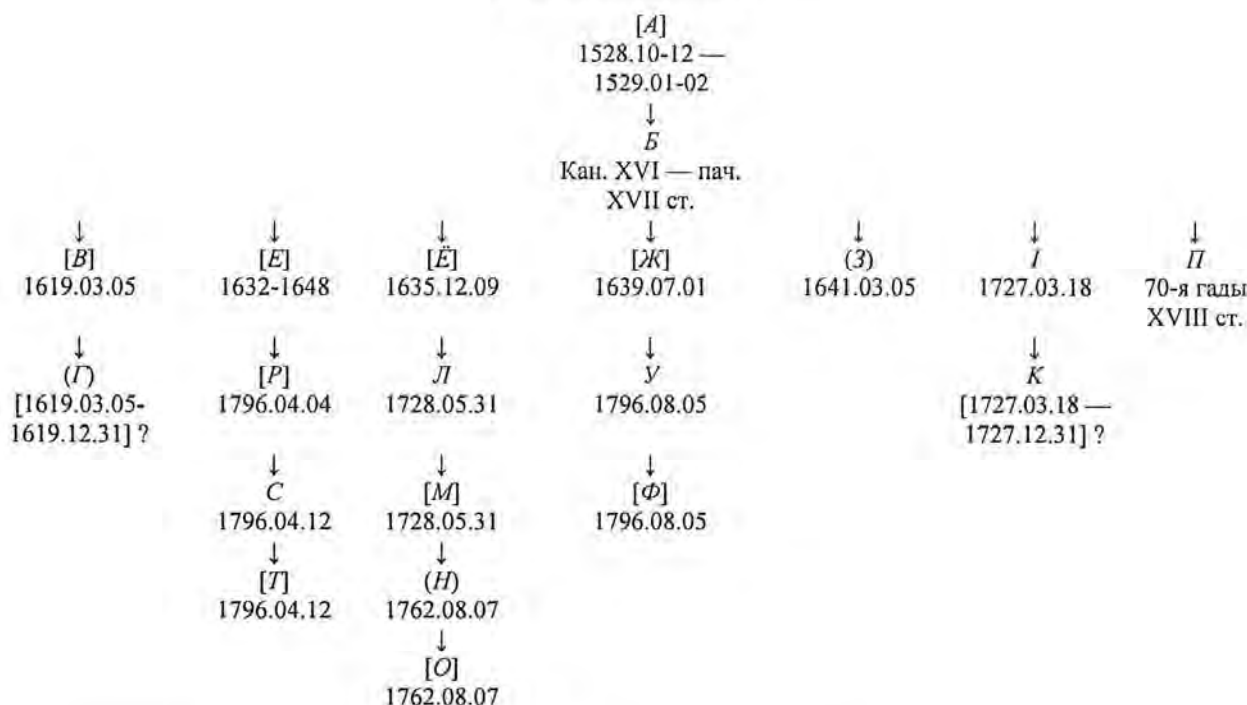 [А]
1528.10-12 —
1529.01-02
↓
Б
Кан. XVI — пач.
XVII ст.
↓ ↓ ↓ ↓ ↓ ↓ ↓
[В] [Е] [Ё] [Ж] (З) І П
1619.03.05 1632-1648 1635.12.09 1639.07.01 1641.03.05 1727.03.18 70-я гады
XVIII ст.
↓ ↓ ↓ ↓ ↓
(Г) [Р] Л У К
[1619.03.05- 1796.04.04 1728.05.31 1796.08.05 [1727.03.18 —
1619.12.31] ? 1727.12.31] ?
↓ ↓ ↓
С [М] [Ф]
1796.04.12 1728.05.31 1796.08.05
↓ ↓
[Т] (Н)
1796.04.12 1762.08.07
↓
[О]
1762.08.07